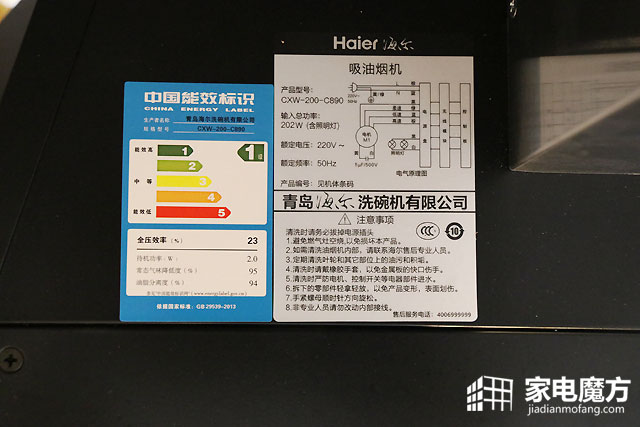 中国能效标识
CHINA ENERGY LABEL
生产者名称 青岛海尔洗碗机有限公司
规格型号 CXW-200-C890
能效高
中 等
能效低
1
2
3
4
5
1级
全压效率（%） 23
待机功率（W） 2.0
常态气味降低度（%） 95
油脂分离度（%） 94
依据国家标准：GB 29539-2013
Haier 海尔
吸油烟机
产品型号：
CXW-200-C890
输入总功率：
202W (含照明灯)
额定电压：220V～
额定频率：50Hz
产品编号：见机体条码
电机
M1
5μF/500V
照明灯
电气原理图
青岛海尔洗碗机有限公司
注意事项
清洗时请务必拔掉电源插头
1.避免燃气灶空烧,以免损坏本产品。
2.如需清洗油烟机内部，请联系海尔售后专业人员。
3.定期清洗叶轮和其它部位上的油污和积垢。
4.清洗时请戴橡胶手套，以免金属板的快口伤手。
5.清洗时严防电机、控制开关等电器部件进水。
6.拆下的零部件轻拿轻放，以免产品变形，表面划伤。
7.手紧螺母顺时针方向旋松。
8.非专业人员请勿改动内部接线。
售后服务电话：4006999999
家电魔方
jiadianmofang.com